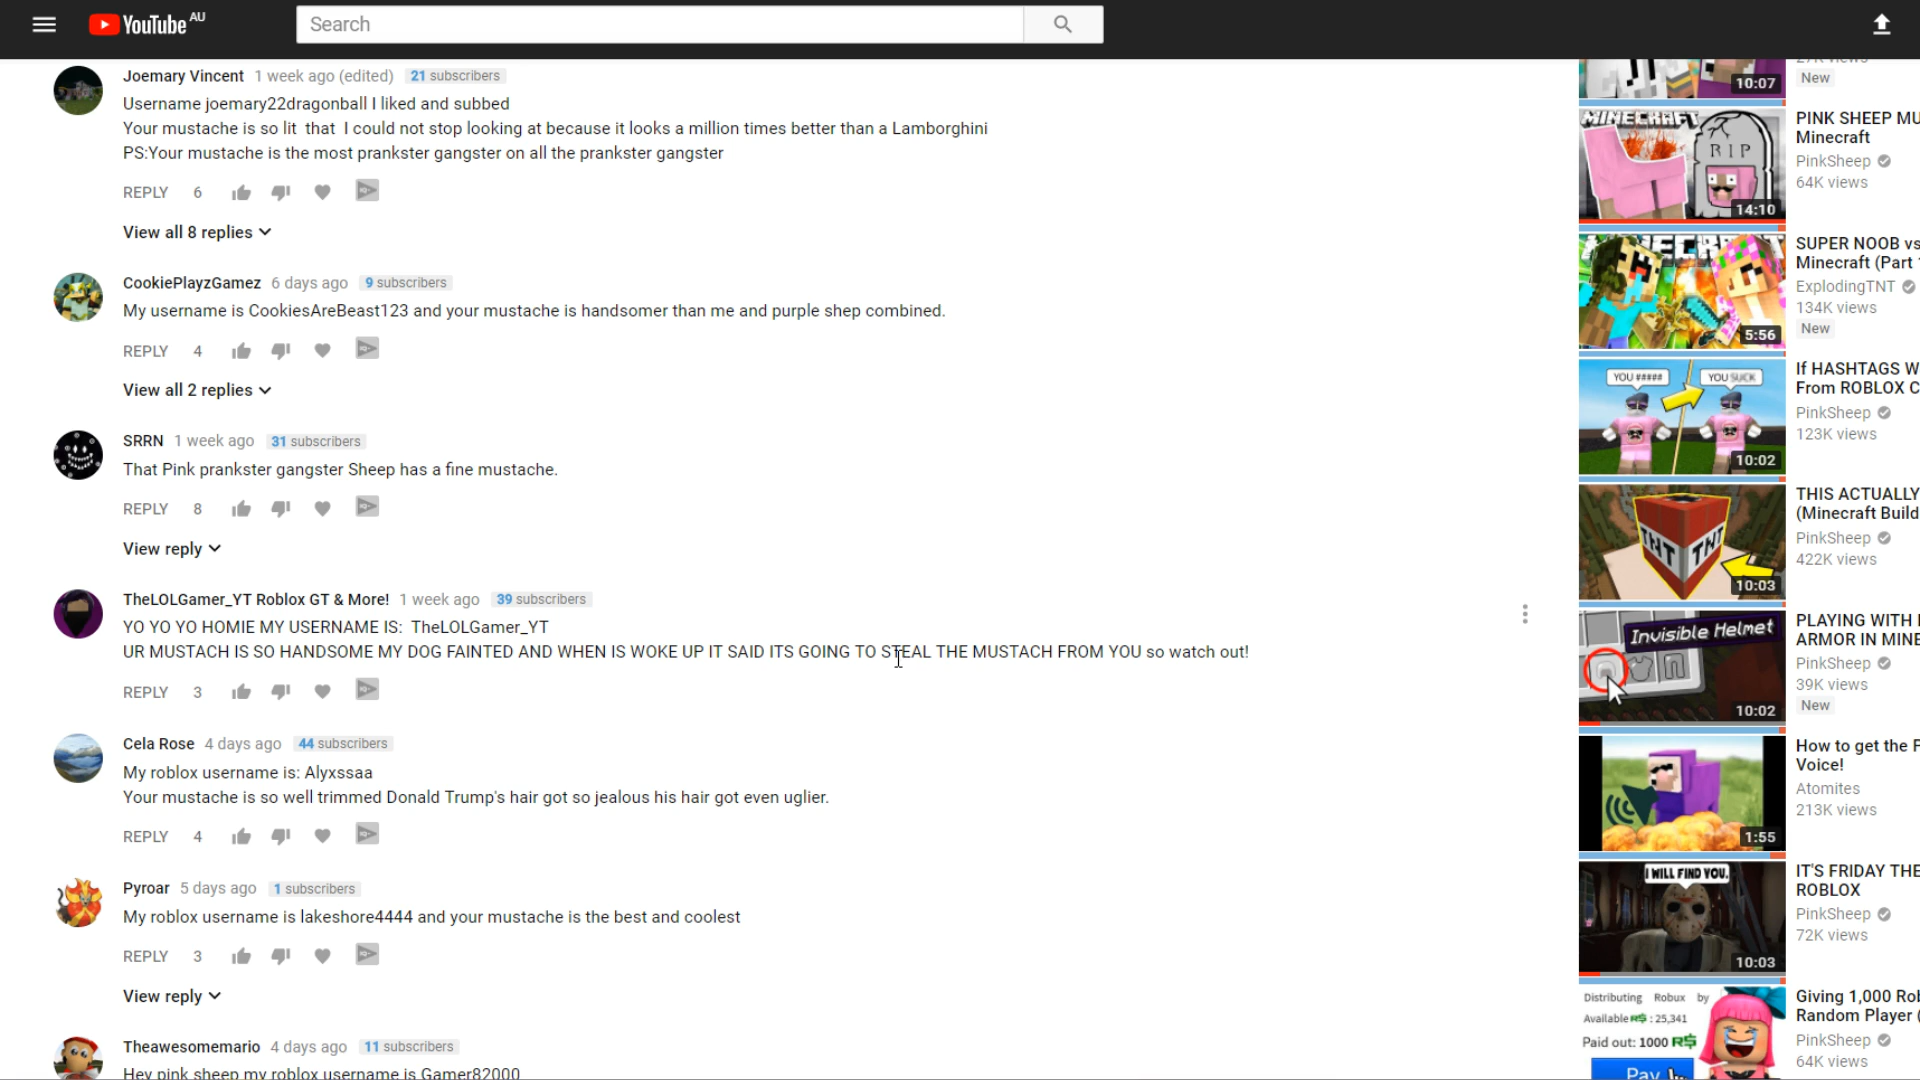 YouTube AU
Search
Joemary Vincent 1 week ago (edited) 21 subscribers
Username joemary22dragonball I liked and subbed
Your mustache is so lit that I could not stop looking at because it looks a million times better than a Lamborghini
PS:Your mustache is the most prankster gangster on all the prankster gangster
REPLY 6
View all 8 replies
CookiePlayzGamez 6 days ago 9 subscribers
My username is CookiesAreBeast123 and your mustache is handsomer than me and purple shep combined.
REPLY 4
View all 2 replies
SRRN 1 week ago 31 subscribers
That Pink prankster gangster Sheep has a fine mustache.
REPLY 8
View reply
TheLOLGamer_YT Roblox GT & More! 1 week ago 39 subscribers
YO YO YO HOMIE MY USERNAME IS: TheLOLGamer_YT
UR MUSTACH IS SO HANDSOME MY DOG FAINTED AND WHEN IS WOKE UP IT SAID ITS GOING TO STEAL THE MUSTACH FROM YOU so watch out!
REPLY 3
Cela Rose 4 days ago 44 subscribers
My roblox username is: Alyxssaa
Your mustache is so well trimmed Donald Trump's hair got so jealous his hair got even uglier.
REPLY 4
Pyroar 5 days ago 1 subscribers
My roblox username is lakeshore4444 and your mustache is the best and coolest
REPLY 3
View reply
Theawesomemario 4 days ago 11 subscribers
Hey pink sheep my roblox username is Gamer82000
10:07
27K views
New
MINECRAFT
RIP
14:10
PINK SHEEP MU
Minecraft
PinkSheep
64K views
MINECRAFT
5:56
SUPER NOOB vs
Minecraft (Part
ExplodingTNT
134K views
New
YOU #####
YOU SUCK
10:02
If HASHTAGS W
From ROBLOX C
PinkSheep
123K views
TNT TNT
10:03
THIS ACTUALLY
(Minecraft Build
PinkSheep
422K views
Invisible Helmet
10:02
PLAYING WITH
ARMOR IN MINE
PinkSheep
39K views
New
1:55
How to get the
Voice!
Atomites
213K views
I WILL FIND YOU.
10:03
IT'S FRIDAY THE
ROBLOX
PinkSheep
72K views
Distributing Robux by
Available R$ : 25,341
Paid out: 1000 R$
Pay
Giving 1,000 Rob
Random Player (
PinkSheep
64K views